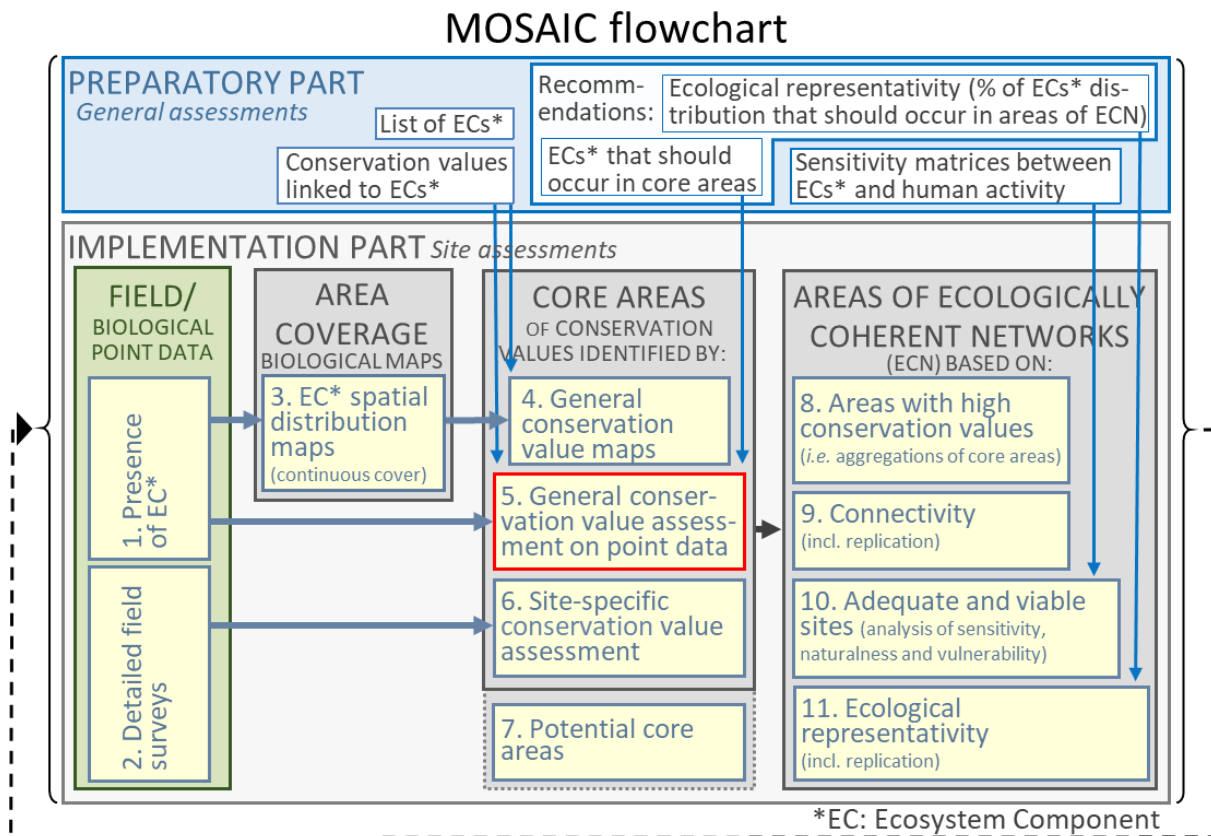 MOSAIC flowchart
PREPARATORY PART
General assessments
List of ECs*
Conservation values
linked to ECs*
Recomm-
endations:
Ecological representativity (% of ECs* dis-
tribution that should occur in areas of ECN)
ECs* that should
occur in core areas
Sensitivity matrices between
ECs* and human activity
IMPLEMENTATION PART Site assessments
FIELD/
BIOLOGICAL
POINT DATA
1. Presence
of EC*
2. Detailed field
surveys
AREA
COVERAGE
BIOLOGICAL MAPS
3. EC* spatial
distribution
maps
(continuous cover)
CORE AREAS
OF CONSERVATION
VALUES IDENTIFIED BY:
4. General
conservation
value maps
5. General conser-
vation value assess-
ment on point data
6. Site-specific
conservation value
assessment
7. Potential core
areas
AREAS OF ECOLOGICALLY
COHERENT NETWORKS
(ECN) BASED ON:
8. Areas with high
conservation values
(i.e. aggregations of core areas)
9. Connectivity
(incl. replication)
10. Adequate and viable
sites (analysis of sensitivity,
naturalness and vulnerability)
11. Ecological
representativity
(incl. replication)
*EC: Ecosystem Component